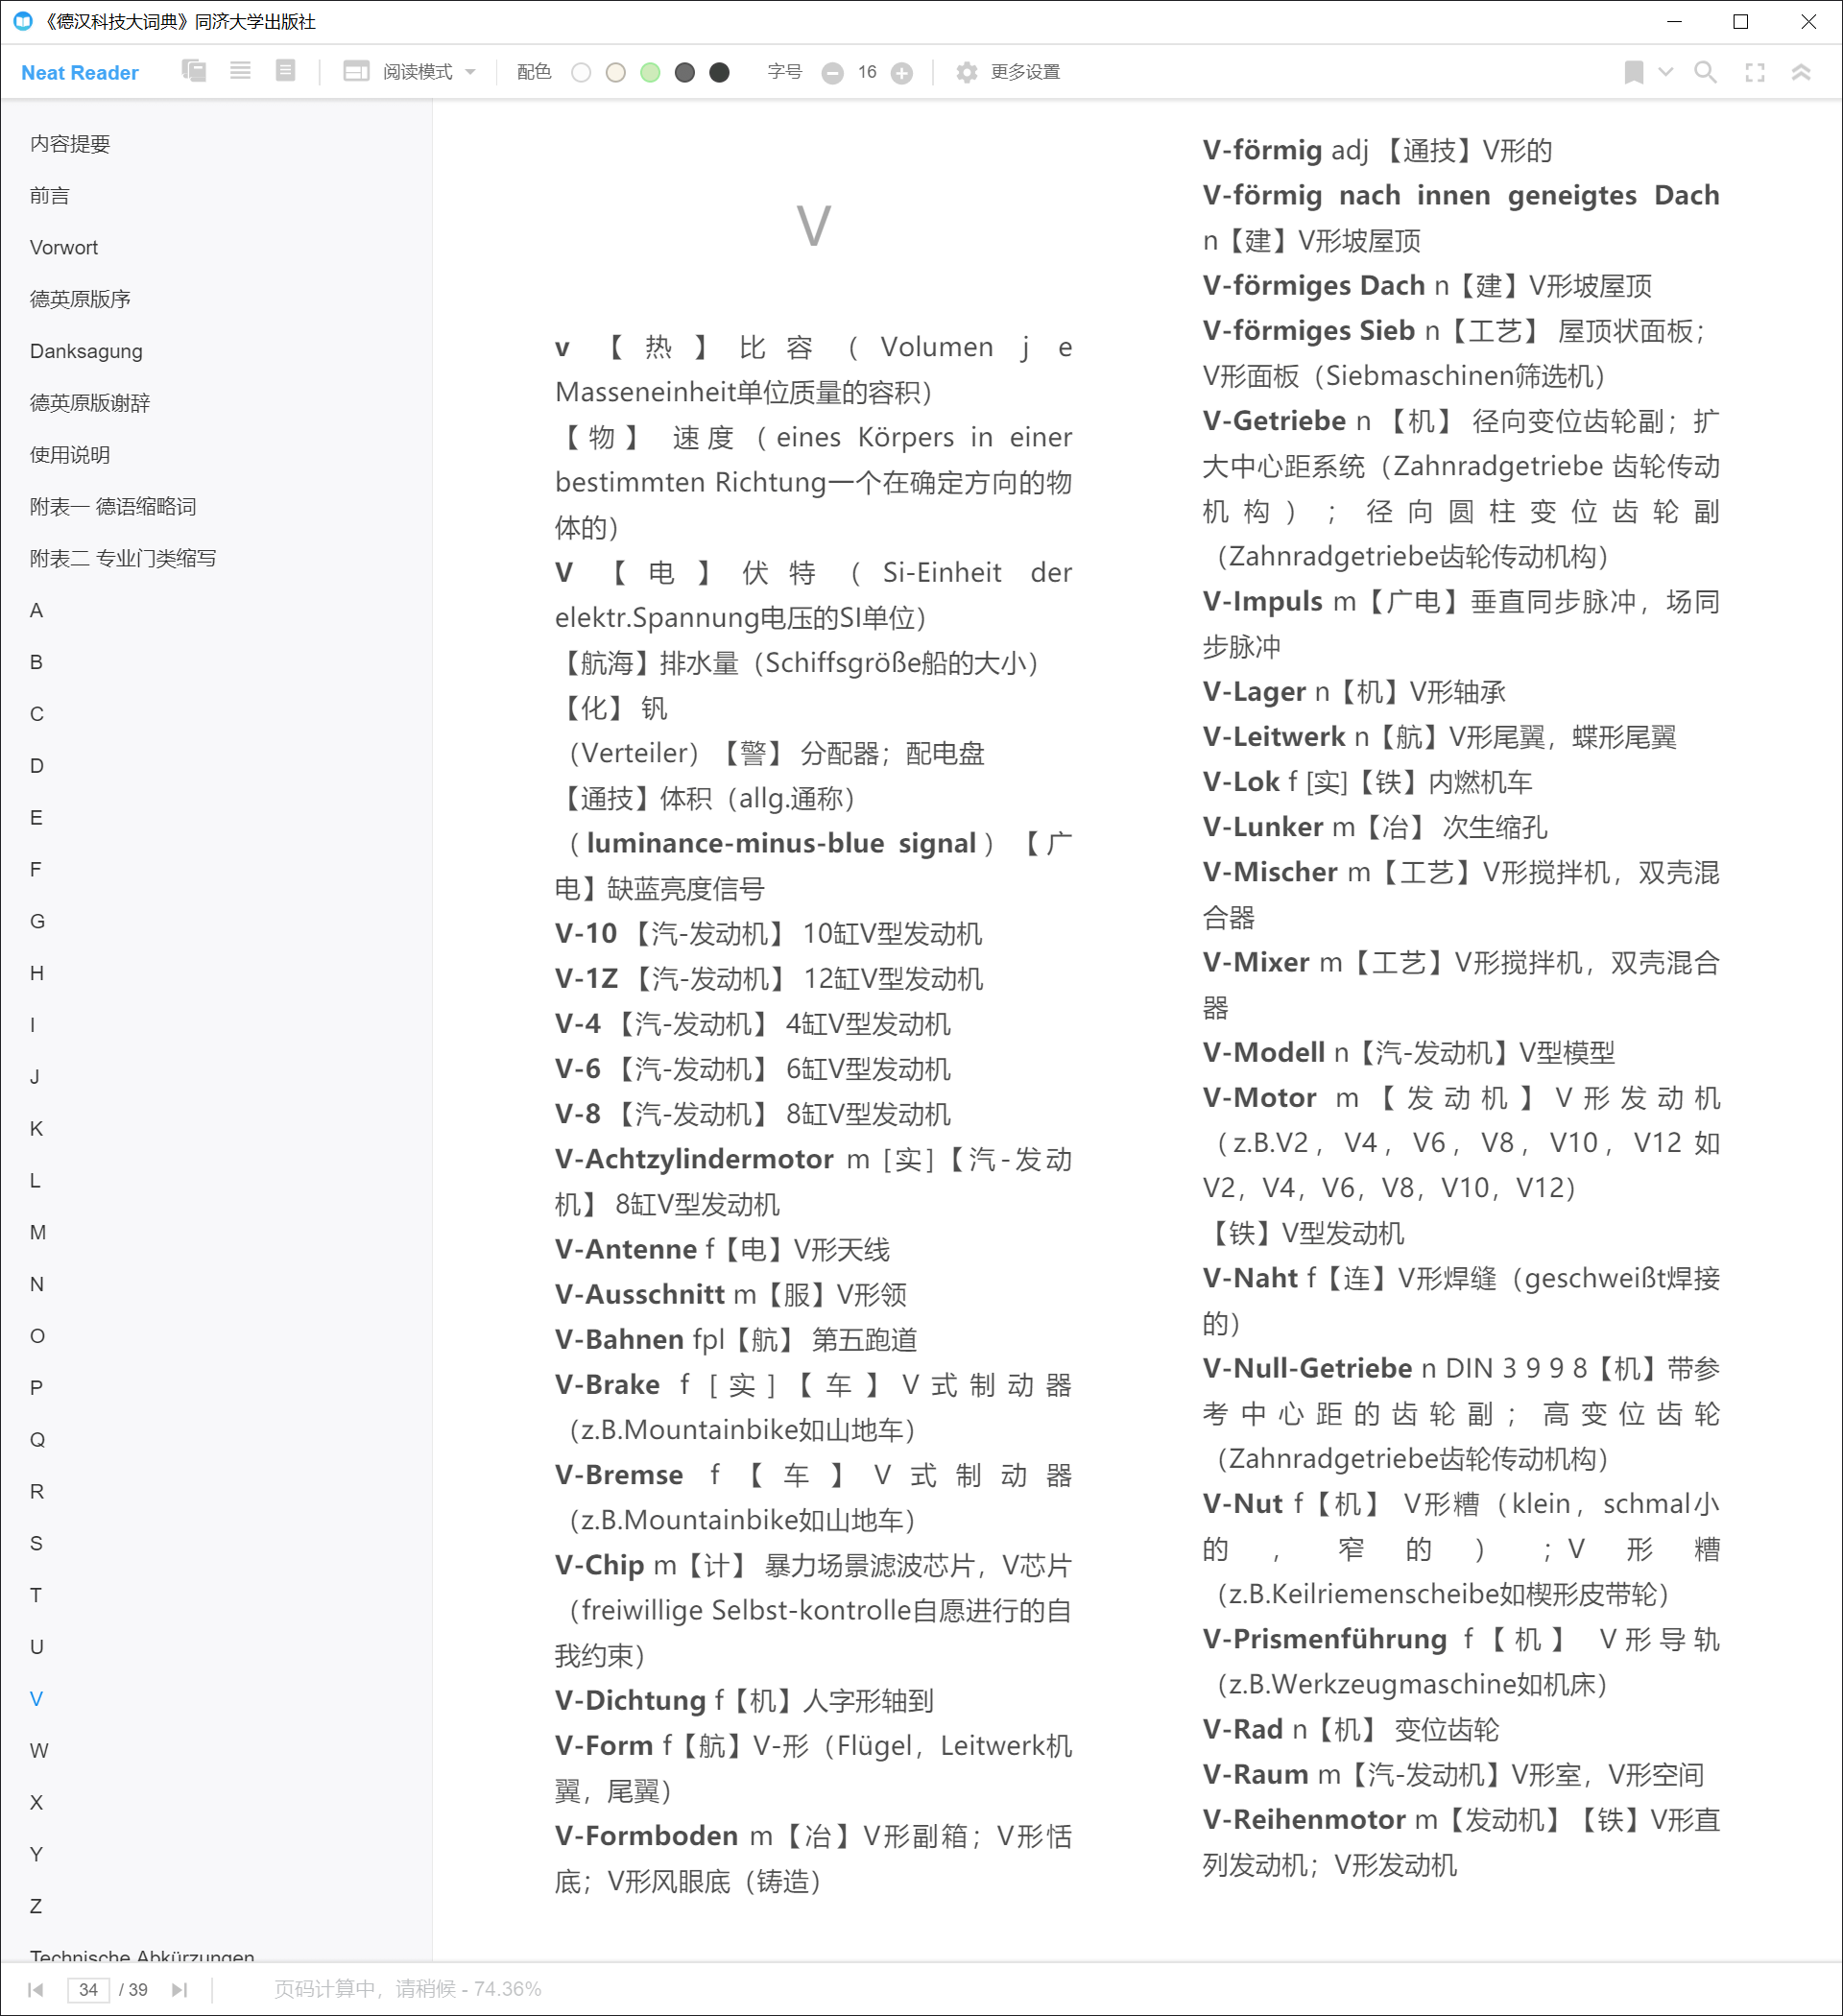 《德汉科技大词典》同济大学出版社
Neat Reader 阅读模式 配色 字号 16 更多设置
内容提要
前言
Vorwort
德英原版序
Danksagung
德英原版谢辞
使用说明
附表一 德语缩略词
附表二 专业门类缩写
A
B
C
D
E
F
G
H
I
J
K
L
M
N
O
P
Q
R
S
T
U
V
W
X
Y
Z
Technische Abkürzungen
V
v 【热】比容（Volumen j e
Masseneinheit单位质量的容积）
【物】 速度（eines Körpers in einer
bestimmten Richtung一个在确定方向的物
体的）
V 【电】伏特（Si-Einheit der
elektr.Spannung电压的SI单位）
【航海】排水量（Schiffsgröße船的大小）
【化】 钒
（Verteiler）【警】 分配器；配电盘
【通技】体积（allg.通称）
（luminance-minus-blue signal）【广
电】缺蓝亮度信号
V-10 【汽-发动机】 10缸V型发动机
V-1Z 【汽-发动机】 12缸V型发动机
V-4 【汽-发动机】 4缸V型发动机
V-6 【汽-发动机】 6缸V型发动机
V-8 【汽-发动机】 8缸V型发动机
V-Achtzylindermotor m [实]【汽-发动
机】 8缸V型发动机
V-Antenne f【电】V形天线
V-Ausschnitt m【服】V形领
V-Bahnen fpl【航】 第五跑道
V-Brake f [实]【车】V式制动器
（z.B.Mountainbike如山地车）
V-Bremse f【车】V式制动器
（z.B.Mountainbike如山地车）
V-Chip m【计】 暴力场景滤波芯片，V芯片
（freiwillige Selbst-kontrolle自愿进行的自
我约束）
V-Dichtung f【机】人字形轴到
V-Form f【航】V-形（Flügel，Leitwerk机
翼，尾翼）
V-Formboden m【冶】V形副箱；V形恬
底；V形风眼底（铸造）
V-förmig adj 【通技】V形的
V-förmig nach innen geneigtes Dach
n【建】V形坡屋顶
V-förmiges Dach n【建】V形坡屋顶
V-förmiges Sieb n【工艺】 屋顶状面板；
V形面板（Siebmaschinen筛选机）
V-Getriebe n 【机】 径向变位齿轮副；扩
大中心距系统（Zahnradgetriebe 齿轮传动
机构）；径向圆柱变位齿轮副
（Zahnradgetriebe齿轮传动机构）
V-Impuls m【广电】垂直同步脉冲，场同
步脉冲
V-Lager n【机】V形轴承
V-Leitwerk n【航】V形尾翼，蝶形尾翼
V-Lok f [实]【铁】内燃机车
V-Lunker m【冶】 次生缩孔
V-Mischer m【工艺】V形搅拌机，双壳混
合器
V-Mixer m【工艺】V形搅拌机，双壳混合
器
V-Modell n【汽-发动机】V型模型
V-Motor m【发动机】V形发动机
（z.B.V2，V4，V6，V8，V10，V12 如
V2，V4，V6，V8，V10，V12）
【铁】V型发动机
V-Naht f【连】V形焊缝（geschweißt焊接
的）
V-Null-Getriebe n DIN 3 9 9 8【机】带参
考中心距的齿轮副；高变位齿轮
（Zahnradgetriebe齿轮传动机构）
V-Nut f【机】 V形糟（klein，schmal小
的，窄的）；V形糟
（z.B.Keilriemenscheibe如楔形皮带轮）
V-Prismenführung f【机】 V形导轨
（z.B.Werkzeugmaschine如机床）
V-Rad n【机】 变位齿轮
V-Raum m【汽-发动机】V形室，V形空间
V-Reihenmotor m【发动机】【铁】V形直
列发动机；V形发动机
34 / 39 页码计算中，请稍候 - 74.36%